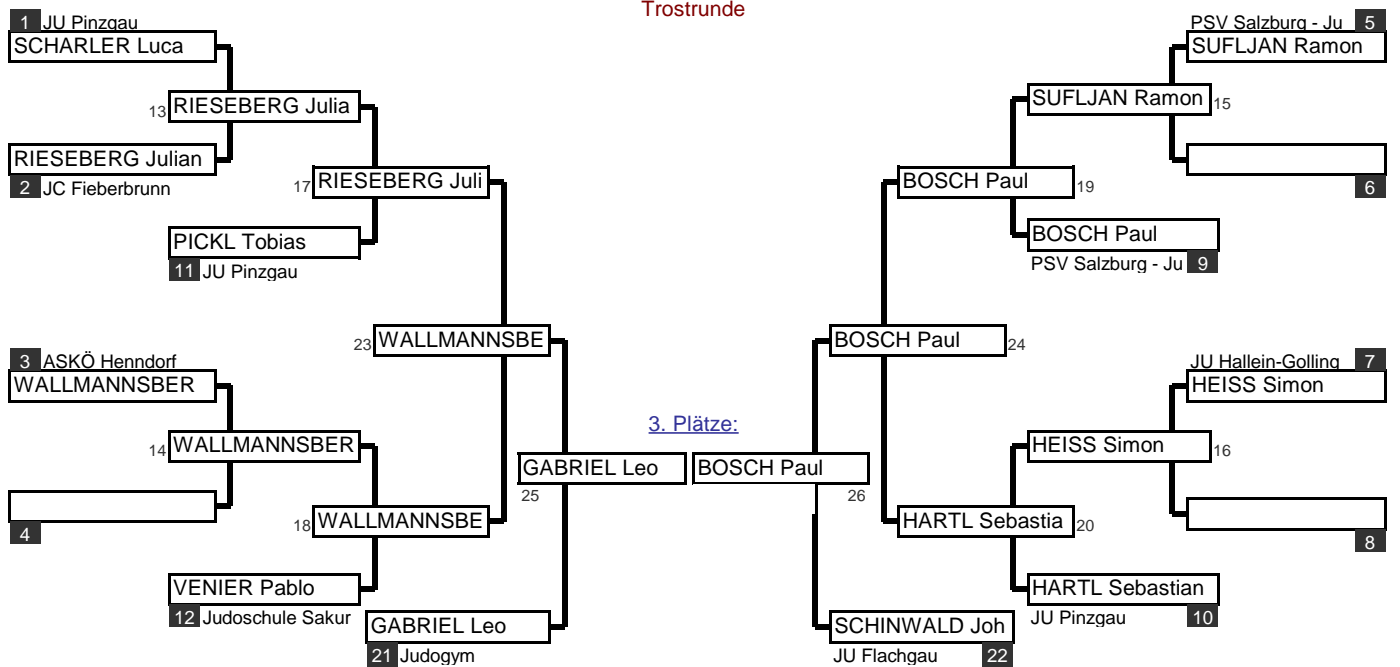 Trostrunde
1 JU Pinzgau
SCHARLER Luca
13 RIESEBERG Julia
RIESEBERG Julian
2 JC Fieberbrunn
17 RIESEBERG Juli
PICKL Tobias
11 JU Pinzgau
23 WALLMANNSBE
3 ASKÖ Henndorf
WALLMANNSBER
14 WALLMANNSBER
4
18 WALLMANNSBE
VENIER Pablo
12 Judoschule Sakur
GABRIEL Leo
21 Judogym
3. Plätze:
GABRIEL Leo
25
BOSCH Paul
26
PSV Salzburg - Ju 5
SUFLJAN Ramon
SUFLJAN Ramon 15
6
BOSCH Paul 19
BOSCH Paul
PSV Salzburg - Ju 9
BOSCH Paul 24
JU Hallein-Golling 7
HEISS Simon
HEISS Simon 16
8
HARTL Sebastia 20
HARTL Sebastian
JU Pinzgau 10
SCHINWALD Joh
JU Flachgau 22